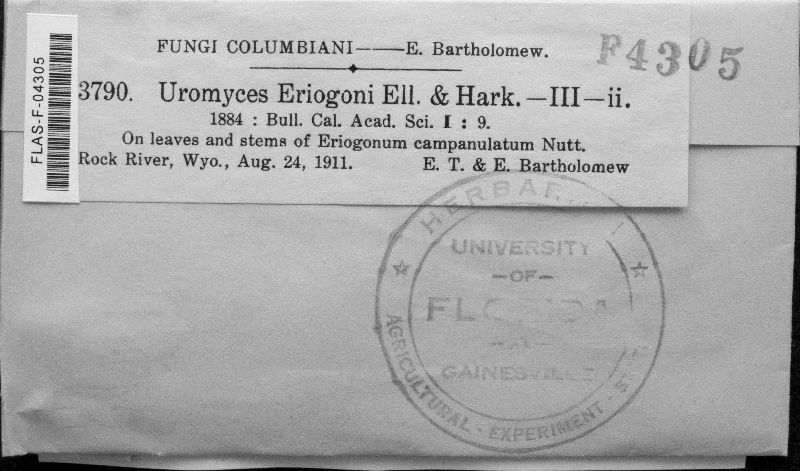 FUNGI COLUMBIANI——E. Bartholomew.
F4305
FLAS-F-04305
3790. Uromyces Eriogoni Ell. & Hark. —III—ii.
1884 : Bull. Cal. Acad. Sci. I : 9.
On leaves and stems of Eriogonum campanulatum Nutt.
Rock River, Wyo., Aug. 24, 1911. E. T. & E. Bartholomew
UNIVERSITY
—OF—
FLORIDA
GAINESVILLE
AGRICULTURAL - EXPERIMENT -